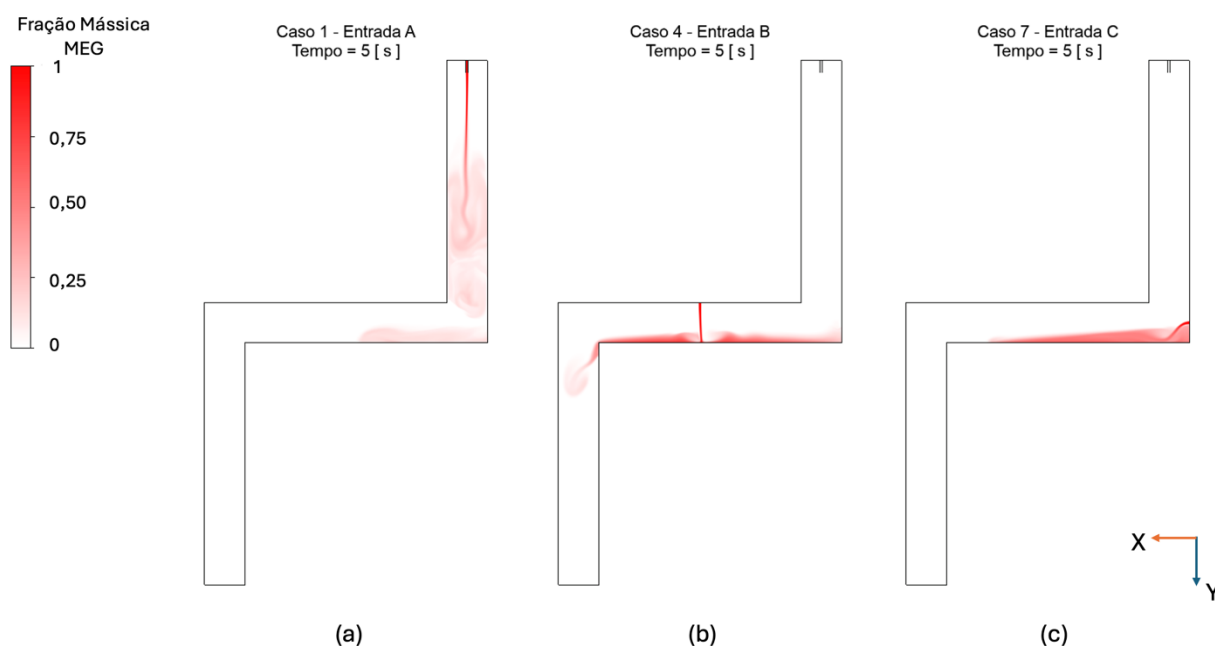 Fração Mássica
MEG
1
0,75
0,50
0,25
0
Caso 1 - Entrada A
Tempo = 5 [ s ]
Caso 4 - Entrada B
Tempo = 5 [ s ]
Caso 7 - Entrada C
Tempo = 5 [ s ]
X
Y
(a)
(b)
(c)